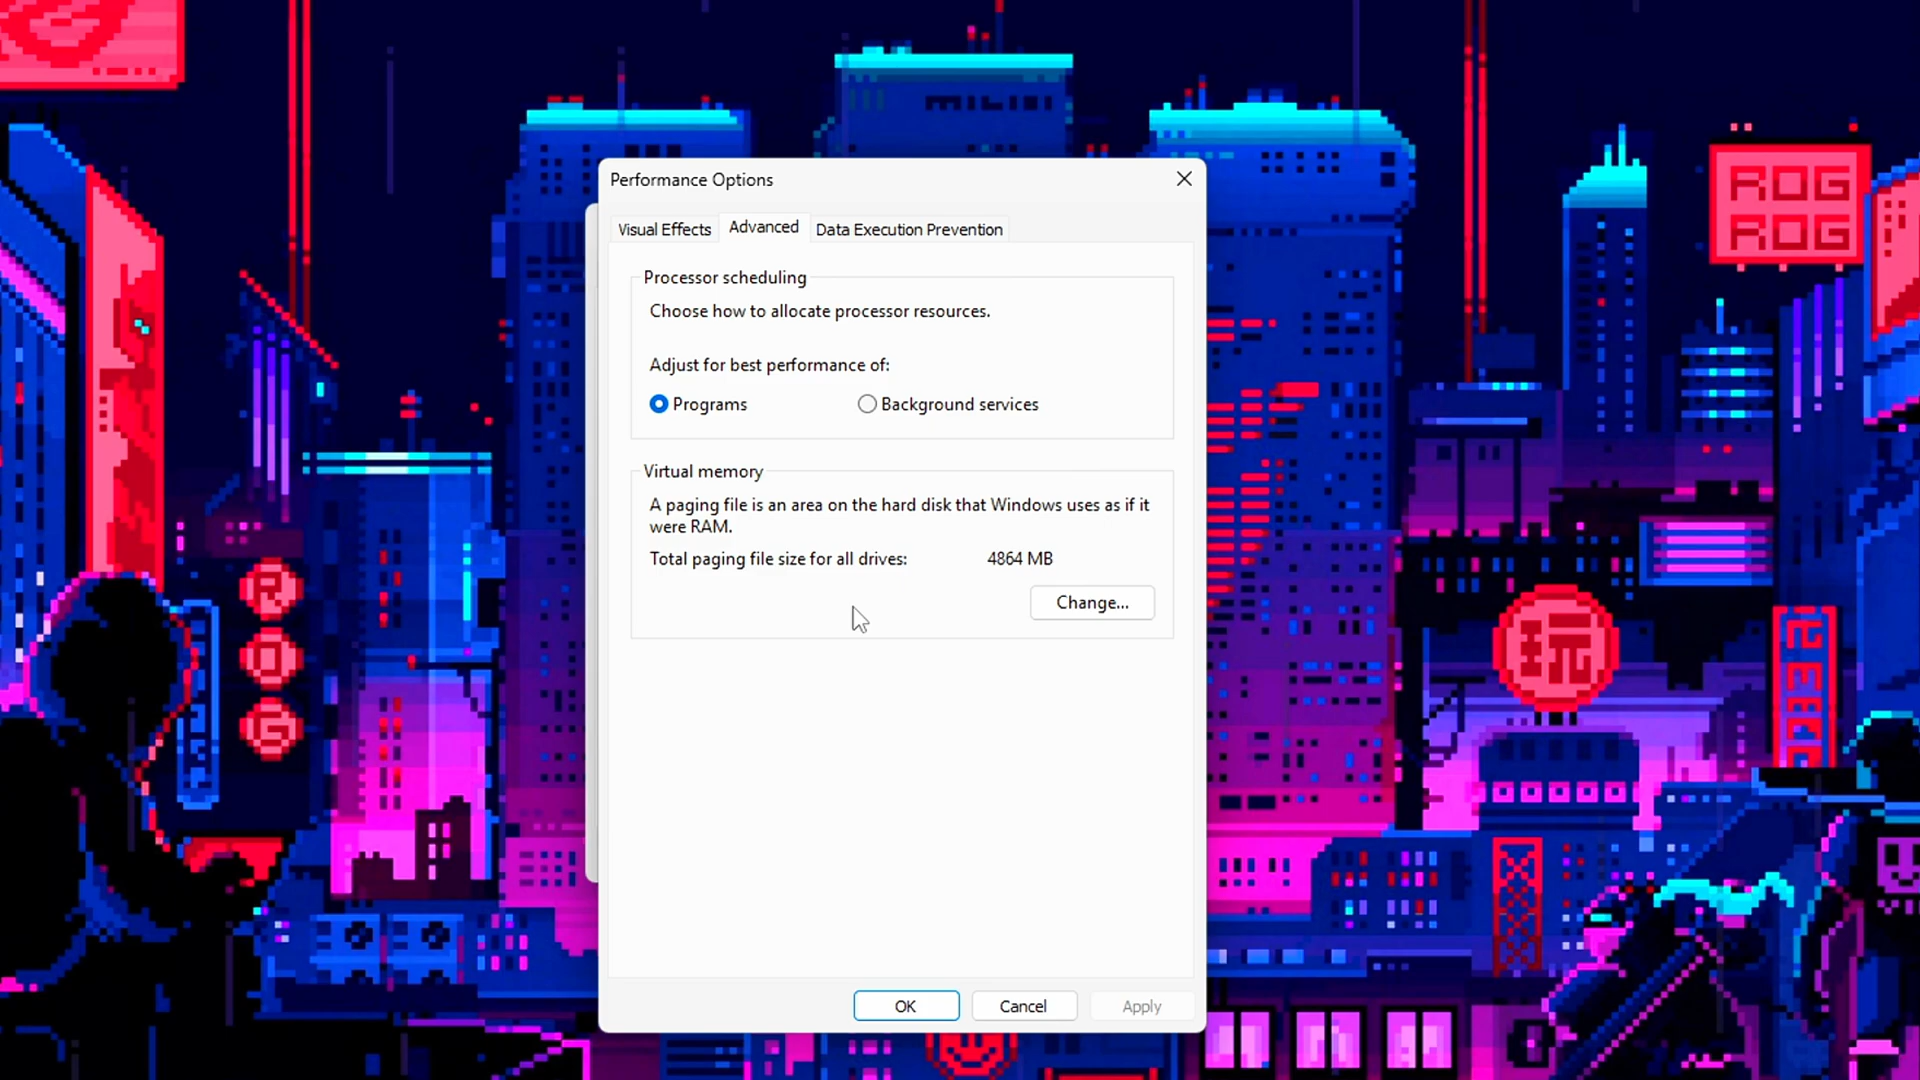 Performance Options
Visual Effects
Advanced
Data Execution Prevention
Processor scheduling
Choose how to allocate processor resources.
Adjust for best performance of:
Programs
Background services
Virtual memory
A paging file is an area on the hard disk that Windows uses as if it
were RAM.
Total paging file size for all drives:
4864 MB
Change...
OK
Cancel
Apply
ROG
ROG
R
O
G
玩